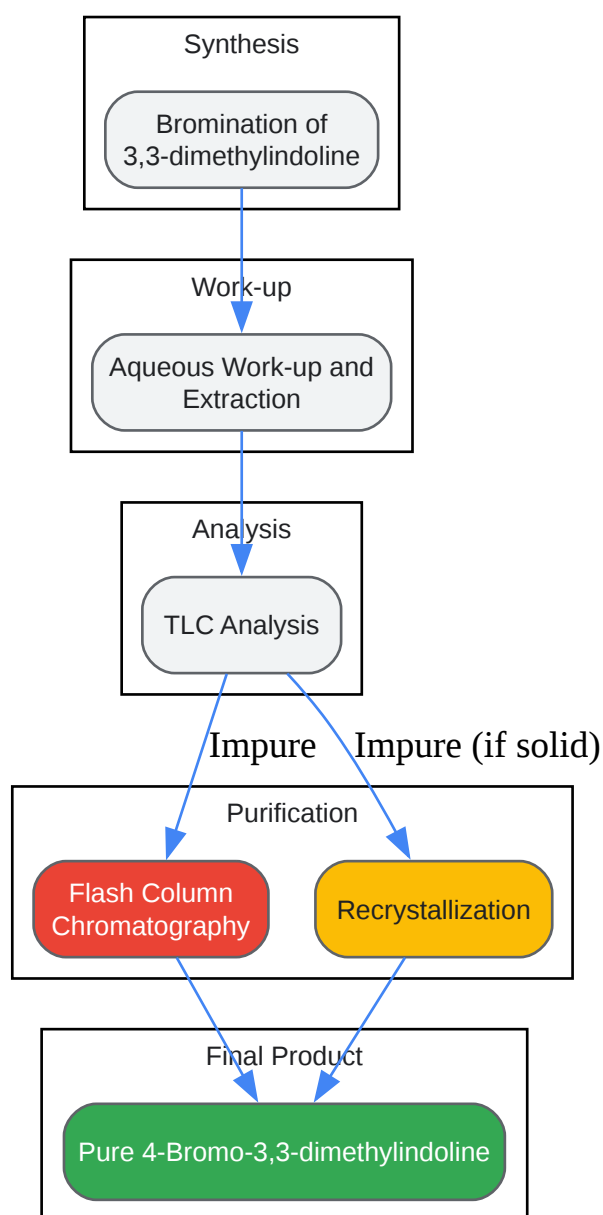 Synthesis
Bromination of
3,3-dimethylindoline
Work-up
Aqueous Work-up and
Extraction
Analysis
TLC Analysis
Impure
Impure (if solid)
Purification
Flash Column
Chromatography
Recrystallization
Final Product
Pure 4-Bromo-3,3-dimethylindoline